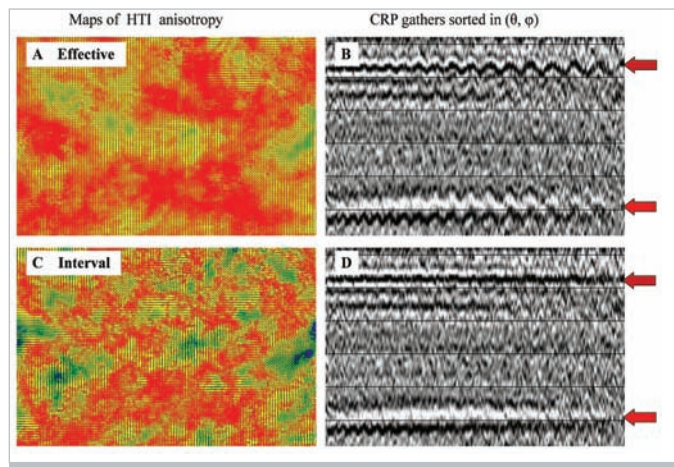 Maps of HTI anisotropy
CRP gathers sorted in (θ, φ)
A Effective
B
C Interval
D